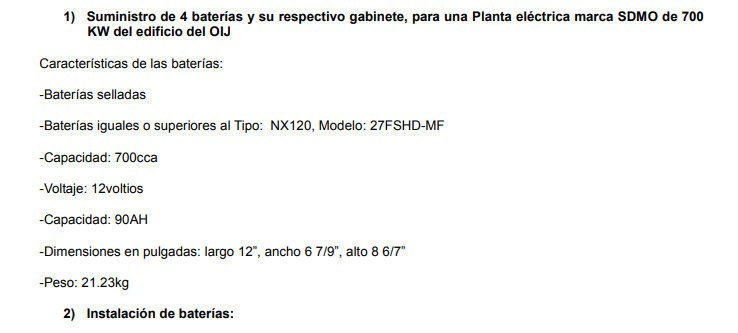 1) Suministro de 4 baterías y su respectivo gabinete, para una Planta eléctrica marca SDMO de 700
KW del edificio del OIJ
Características de las baterías:
-Baterías selladas
-Baterías iguales o superiores al Tipo: NX120, Modelo: 27FSHD-MF
-Capacidad: 700cca
-Voltaje: 12voltios
-Capacidad: 90AH
-Dimensiones en pulgadas: largo 12”, ancho 6 7/9”, alto 8 6/7”
-Peso: 21.23kg
2) Instalación de baterías: